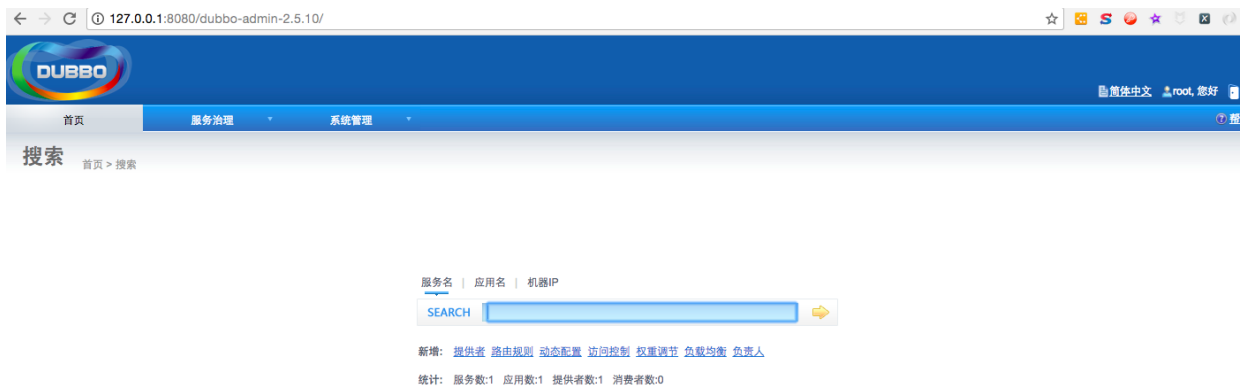 127.0.0.1:8080/dubbo-admin-2.5.10/
DUBBO
简体中文 root, 您好
首页 服务治理 系统管理
搜索 首页 > 搜索
服务名 | 应用名 | 机器IP
SEARCH
新增: 提供者 路由规则 动态配置 访问控制 权重调节 负载均衡 负责人
统计: 服务数:1 应用数:1 提供者数:1 消费者数:0